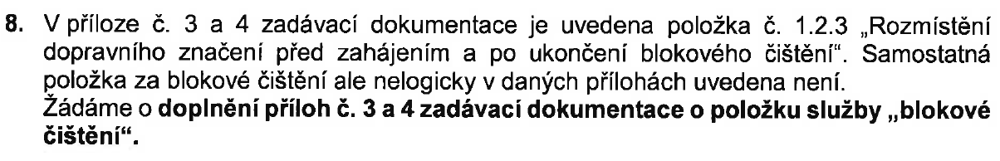 8. V příloze č. 3 a 4 zadávací dokumentace je uvedena položka č. 1.2.3 „Rozmístění
dopravního značení před zahájením a po ukončení blokového čištění“. Samostatná
položka za blokové čištění ale nelogicky v daných přílohách uvedena není.
Žádáme o doplnění příloh č. 3 a 4 zadávací dokumentace o položku služby „blokové
čištění“.